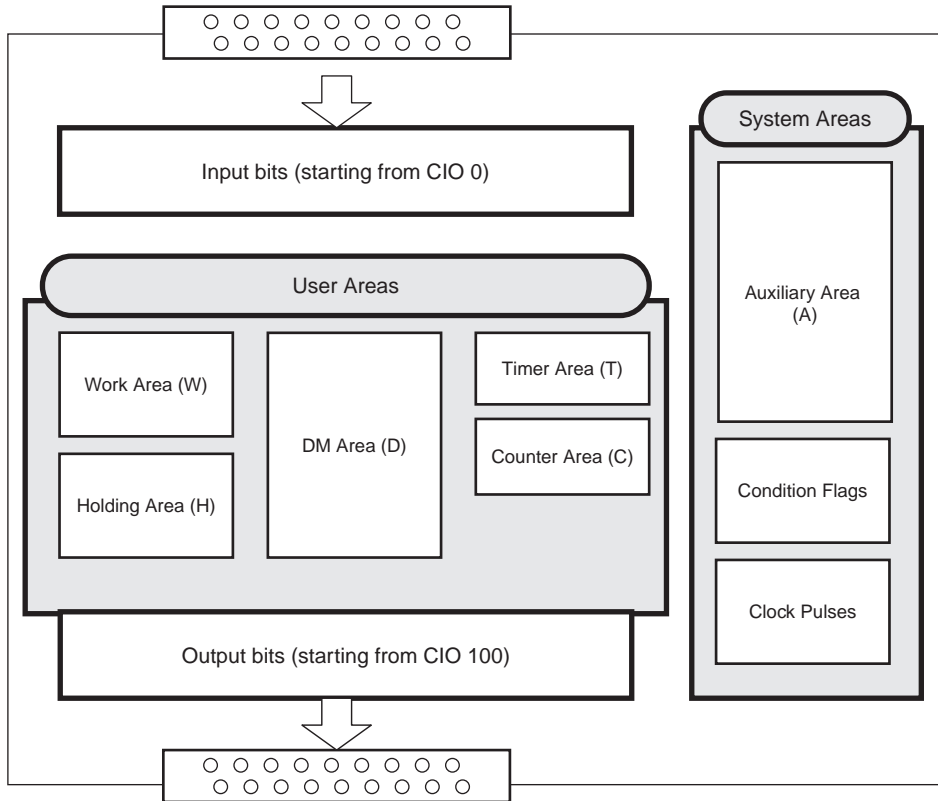 Input bits (starting from CIO 0)
User Areas
Work Area (W)
Holding Area (H)
DM Area (D)
Timer Area (T)
Counter Area (C)
Output bits (starting from CIO 100)
System Areas
Auxiliary Area
(A)
Condition Flags
Clock Pulses